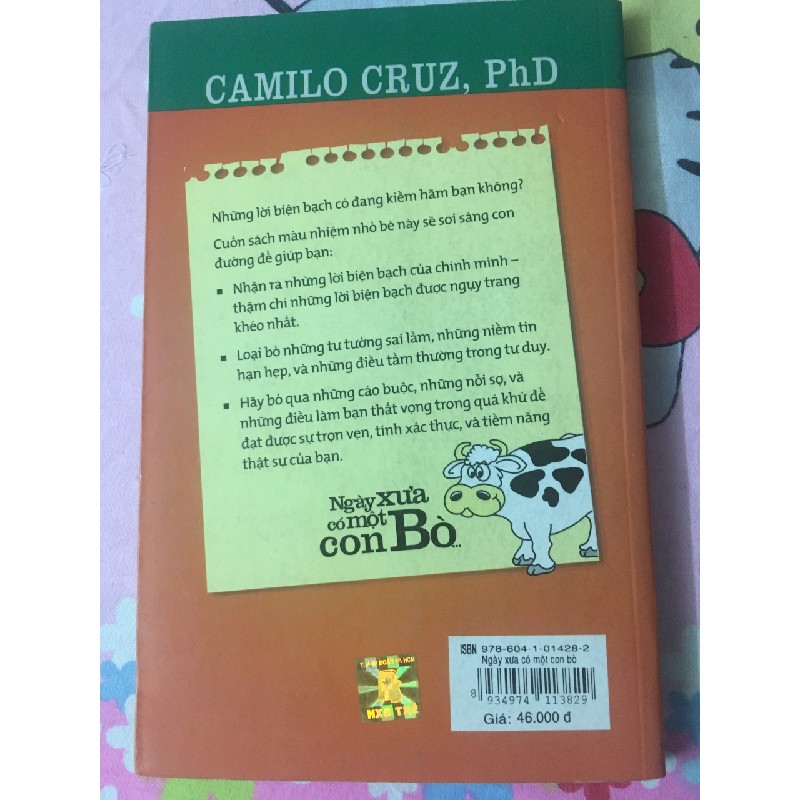 CAMILO CRUZ, PhD
Những lời biện bạch có đang kiềm hãm bạn không?
Cuốn sách màu nhiệm nhỏ bé này sẽ soi sáng con
đường để giúp bạn:
▪ Nhận ra những lời biện bạch của chính mình –
thậm chí những lời biện bạch được ngụy trang
khéo nhất.
▪ Loại bỏ những tư tưởng sai lầm, những niềm tin
hạn hẹp, và những điều tầm thường trong tư duy.
▪ Hãy bỏ qua những cáo buộc, những nỗi sợ, và
những điều làm bạn thất vọng trong quá khứ để
đạt được sự trọn vẹn, tính xác thực, và tiềm năng
thật sự của bạn.
Ngày xưa
có một
con Bò...
ISBN 978-604-1-01428-2
Ngày xưa có một con bò
8 934974 113829
Giá: 46.000 đ
NXB TRẺ